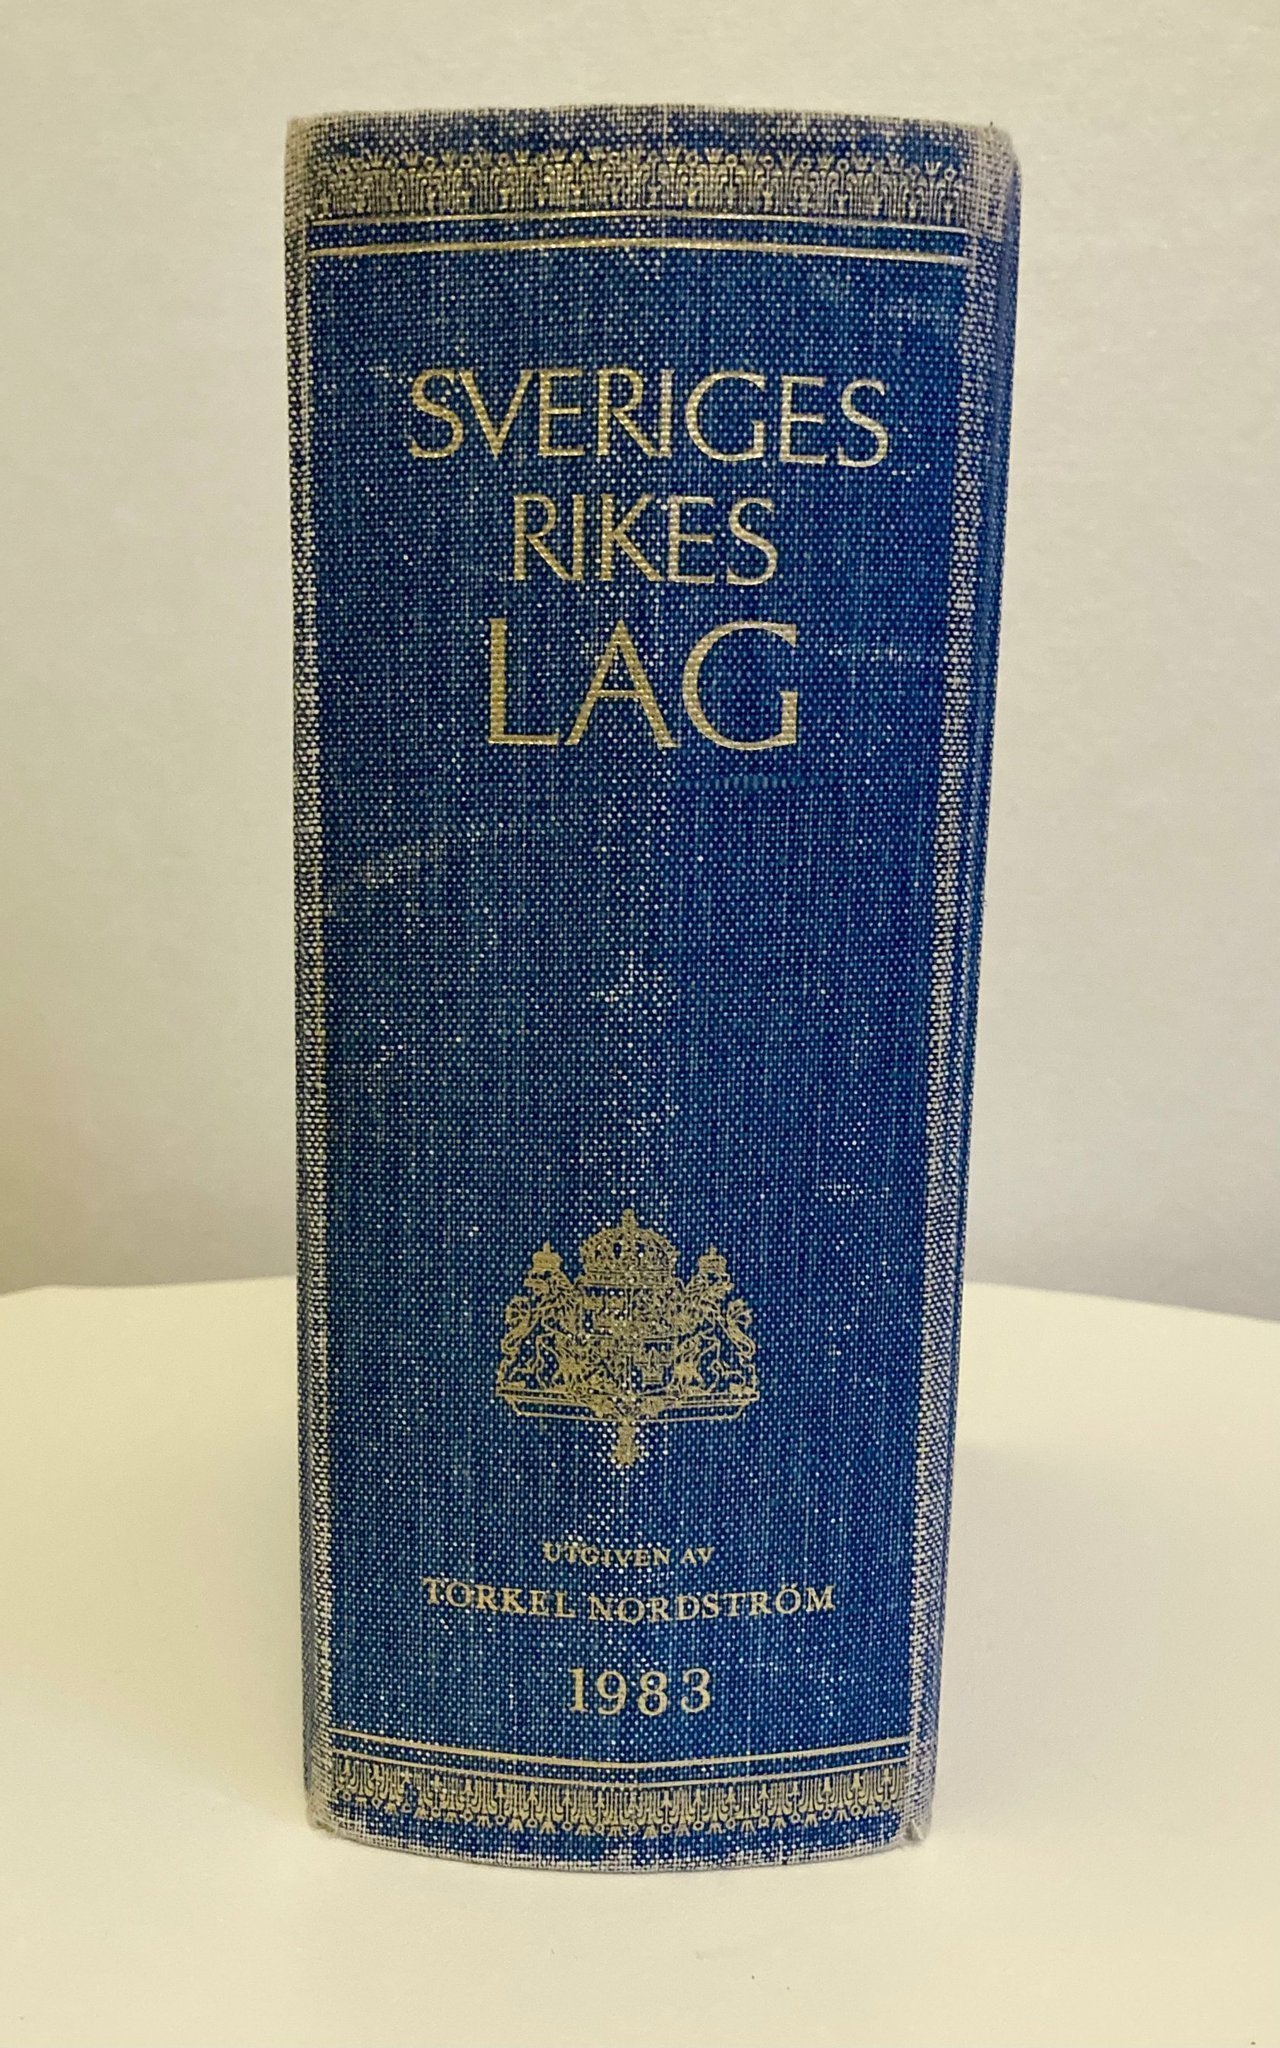 SVERIGES
RIKES
LAG
UTGIVEN AV
TORKEL NORDSTRÖM
1983